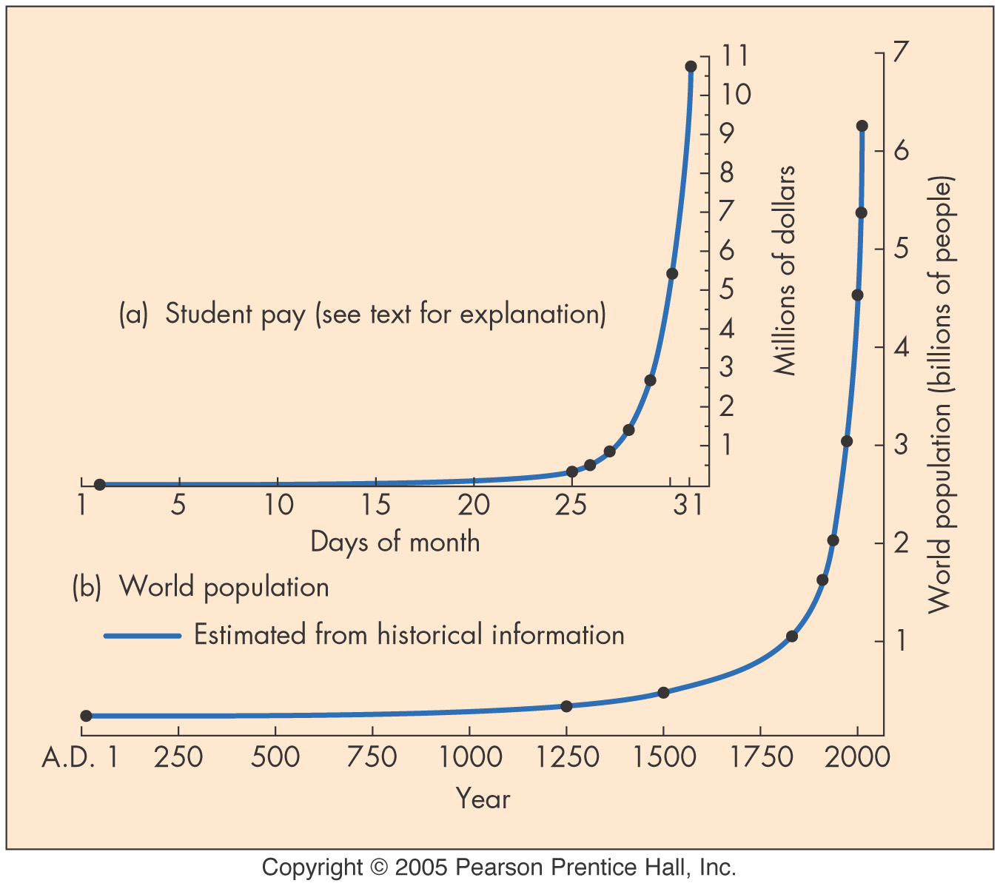 11
10
9
8
7
6
5
4
3
2
1
Millions of dollars
7
6
5
4
3
2
1
World population (billions of people)
(a) Student pay (see text for explanation)
1 5 10 15 20 25 31
Days of month
(b) World population
Estimated from historical information
A.D. 1 250 500 750 1000 1250 1500 1750 2000
Year
Copyright © 2005 Pearson Prentice Hall, Inc.